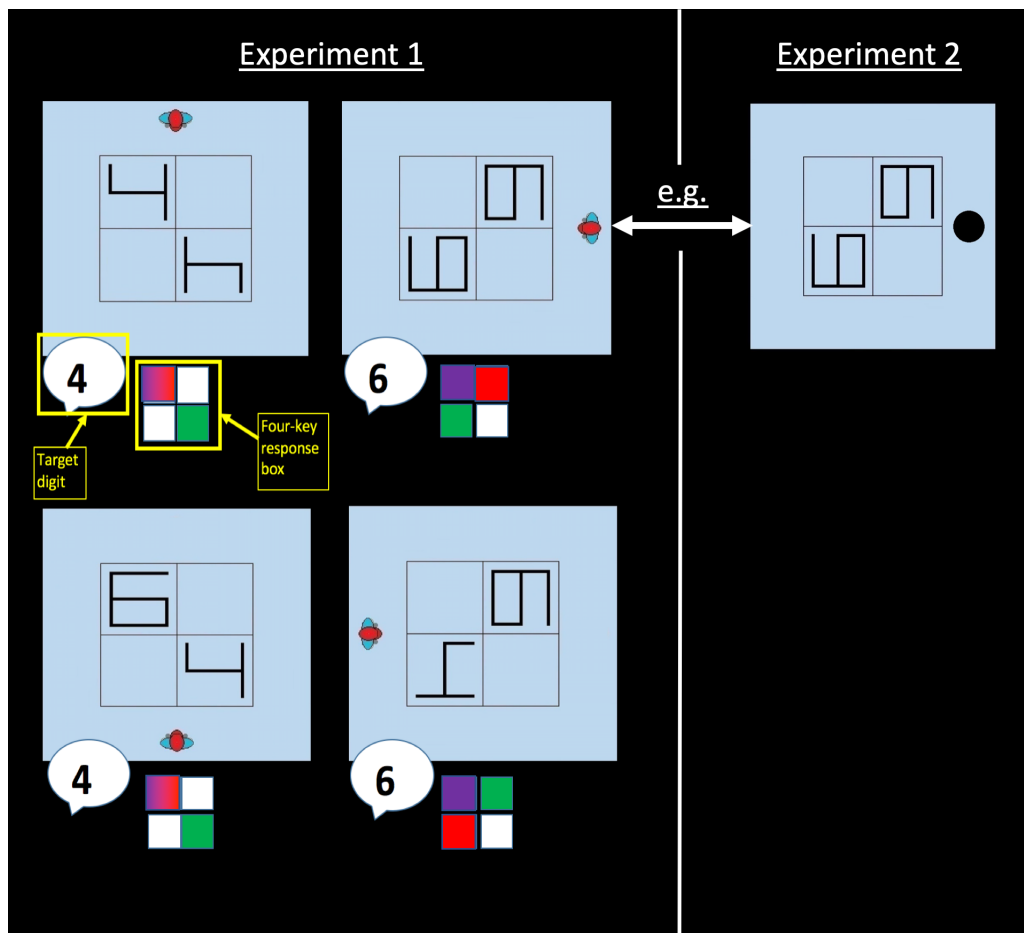 Experiment 1
Experiment 2
e.g.
4
6
Target
digit
Four-key
response
box
4
6